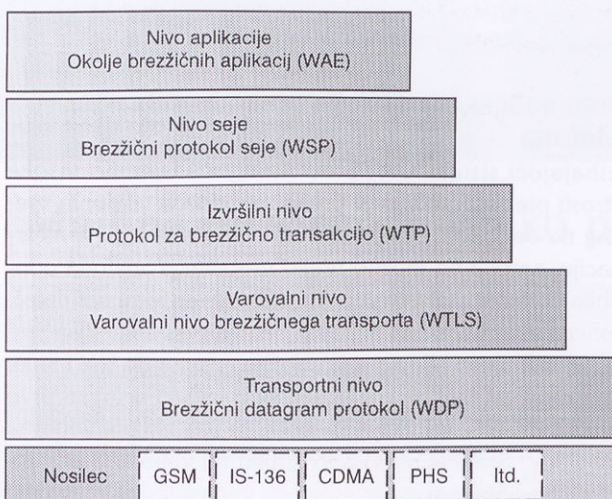 Nivo aplikacije
Okolje brezžičnih aplikacij (WAE)
Nivo seje
Brezžični protokol seje (WSP)
Izvršilni nivo
Protokol za brezžično transakcijo (WTP)
Varovalni nivo
Varovalni nivo brezžičnega transporta (WTLS)
Transportni nivo
Brezžični datagram protokol (WDP)
Nosilec GSM IS-136 CDMA PHS Itd.